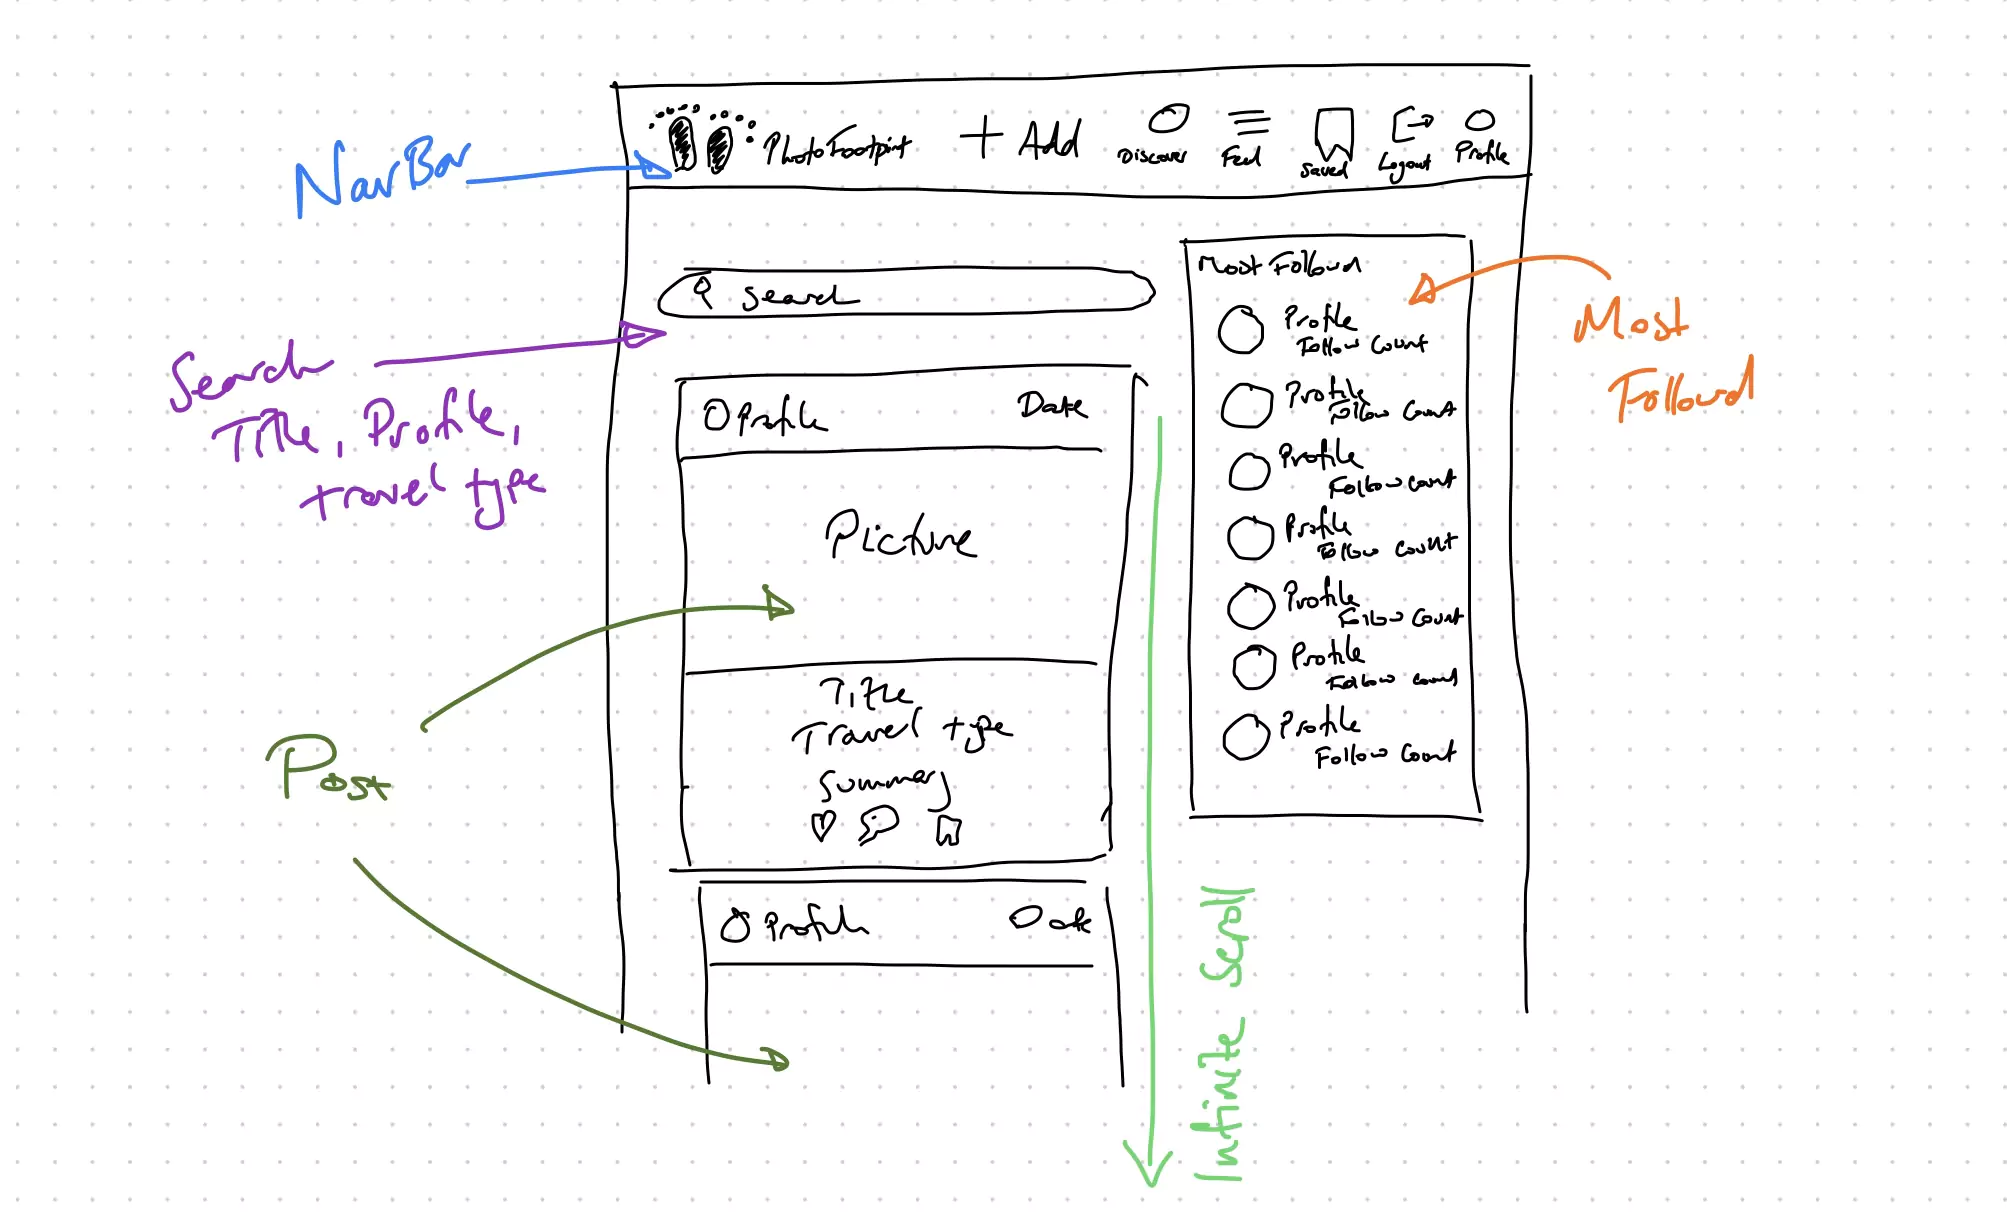 NavBar
PhotoFootprint
+ Add
Discover
Feed
Saved
Logout
Profile
Search
Title, Profile,
travel type
search
Most Followed
Profile
Follow Count
Profile
Follow Count
Profile
Follow Count
Profile
Follow Count
Profile
Follow Count
Profile
Follow Count
Profile
Follow Count
Most
Followed
Profile
Date
Picture
Title
Travel type
Summary
Post
Profile
Date
Infinite Scroll